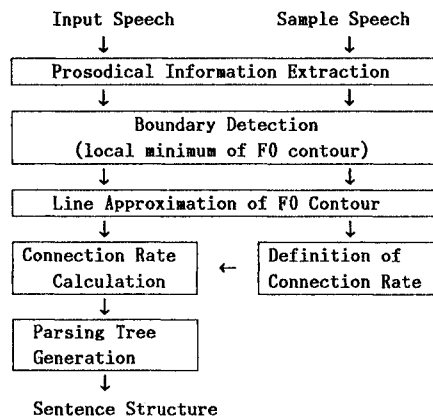 Input Speech Sample Speech
Prosodical Information Extraction
Boundary Detection
(local minimum of F0 contour)
Line Approximation of F0 Contour
Connection Rate
Calculation
Definition of
Connection Rate
Parsing Tree
Generation
Sentence Structure